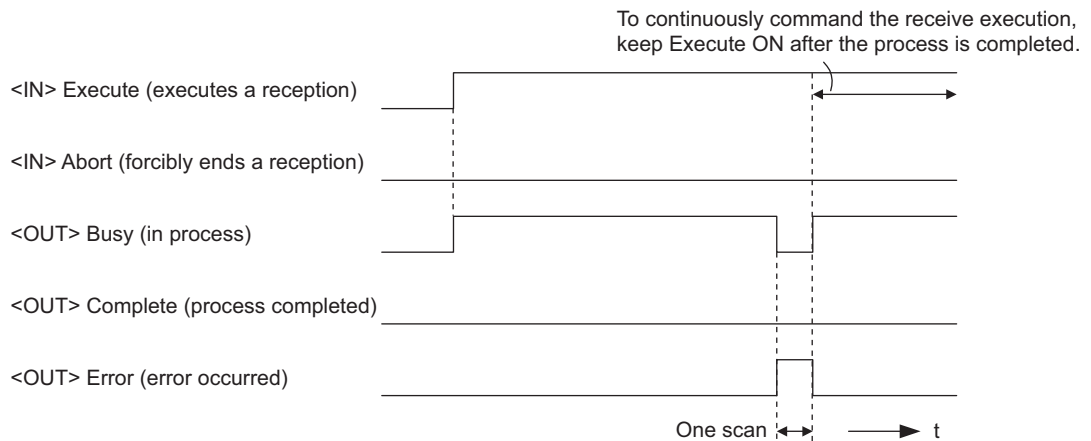 To continuously command the receive execution,
keep Execute ON after the process is completed.
<IN> Execute (executes a reception)
<IN> Abort (forcibly ends a reception)
<OUT> Busy (in process)
<OUT> Complete (process completed)
<OUT> Error (error occurred)
One scan
t